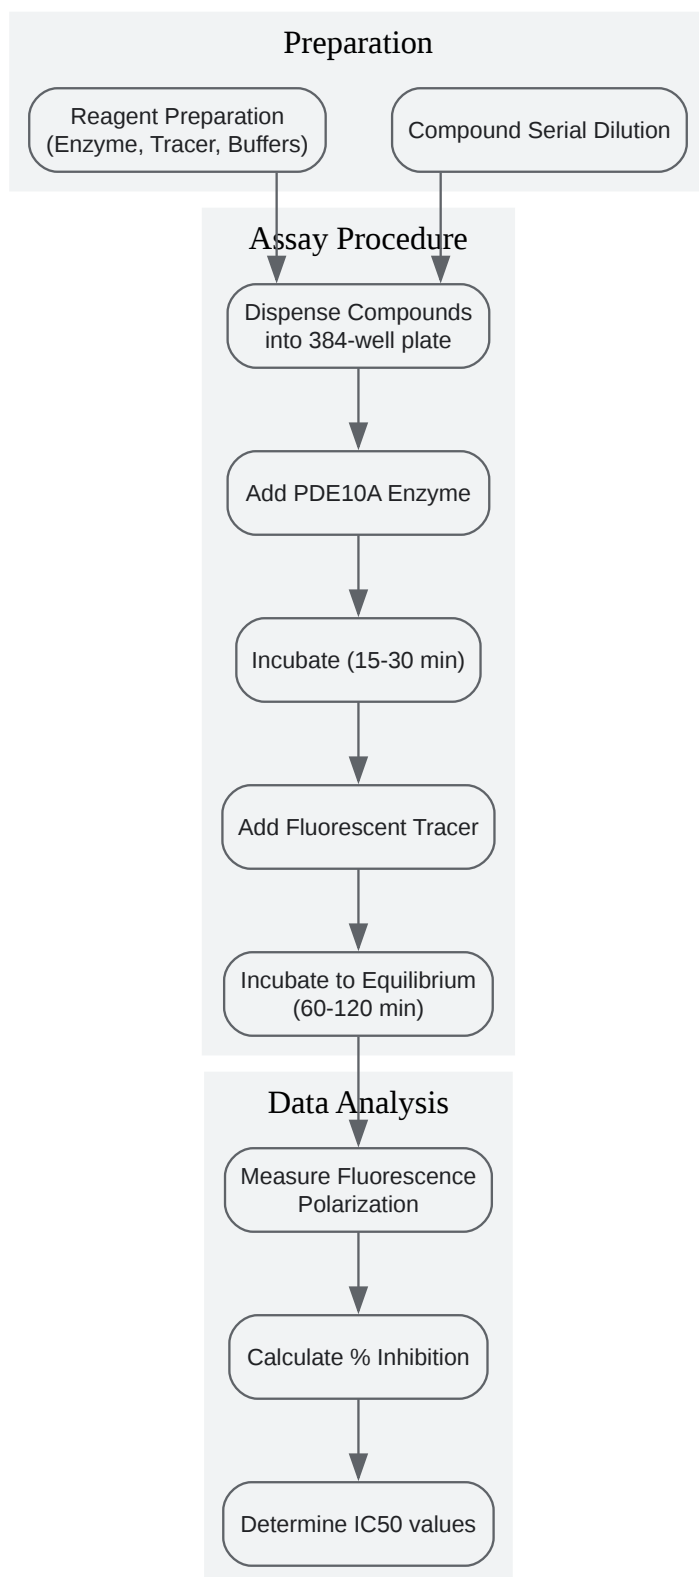 Preparation
Reagent Preparation
(Enzyme, Tracer, Buffers)
Compound Serial Dilution
Assay Procedure
Dispense Compounds
into 384-well plate
Add PDE10A Enzyme
Incubate (15-30 min)
Add Fluorescent Tracer
Incubate to Equilibrium
(60-120 min)
Data Analysis
Measure Fluorescence
Polarization
Calculate % Inhibition
Determine IC50 values